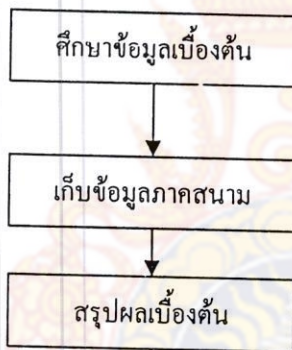 ศึกษาข้อมูลเบื้องต้น
เก็บข้อมูลภาคสนาม
สรุปผลเบื้องต้น